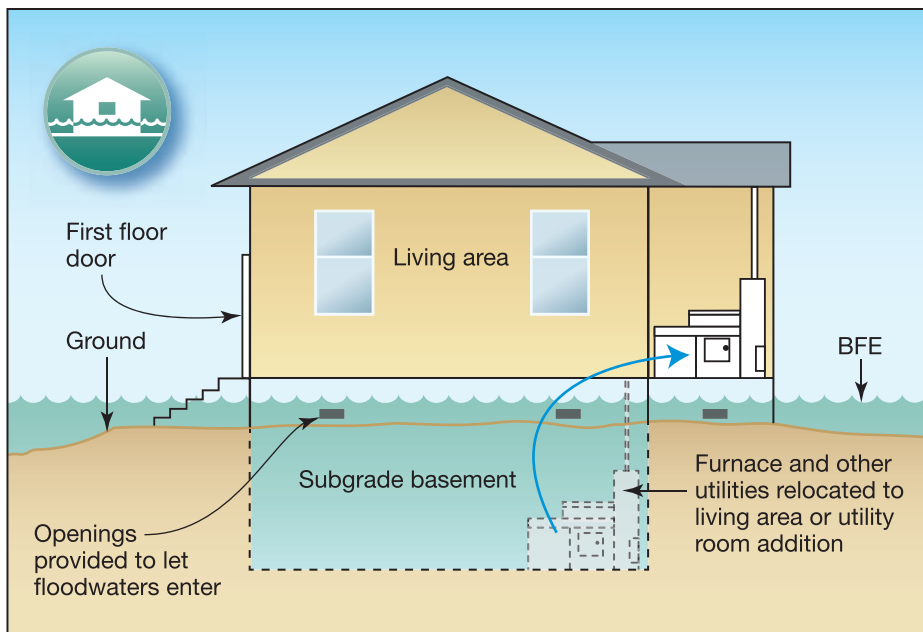 First floor
door
Living area
Ground
BFE
Subgrade basement
Furnace and other
utilities relocated to
living area or utility
room addition
Openings
provided to let
floodwaters enter